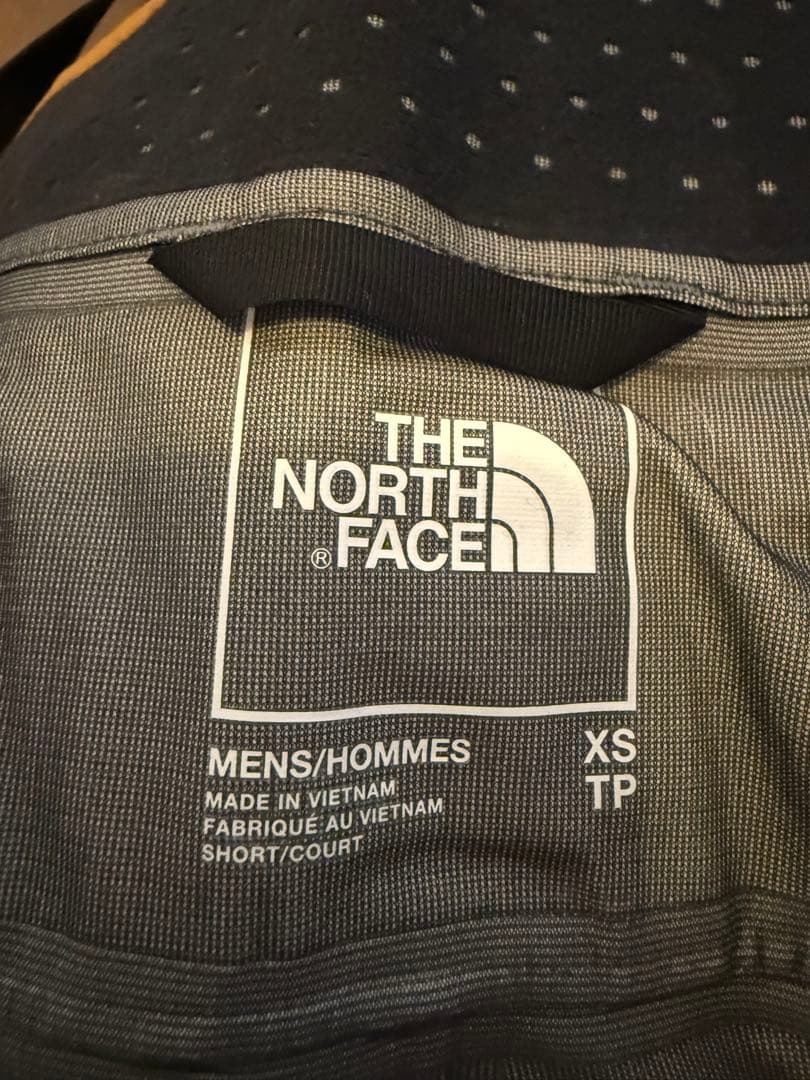 THE
NORTH
® FACE
MENS/HOMMES XS
MADE IN VIETNAM TP
FABRIQUÉ AU VIETNAM
SHORT/COURT